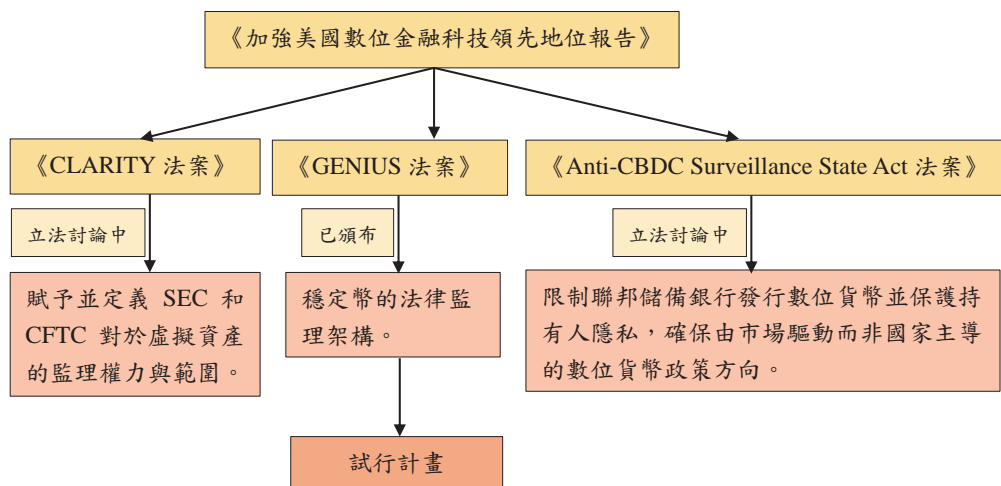 《加強美國數位金融科技領先地位報告》
《CLARITY 法案》
《GENIUS 法案》
《Anti-CBDC Surveillance State Act 法案》
立法討論中
已頒布
立法討論中
賦予並定義 SEC 和
CFTC 對於虛擬資產
的監理權力與範圍。
穩定幣的法律監
理架構。
限制聯邦儲備銀行發行數位貨幣並保護持
有人隱私，確保由市場驅動而非國家主導
的數位貨幣政策方向。
試行計畫